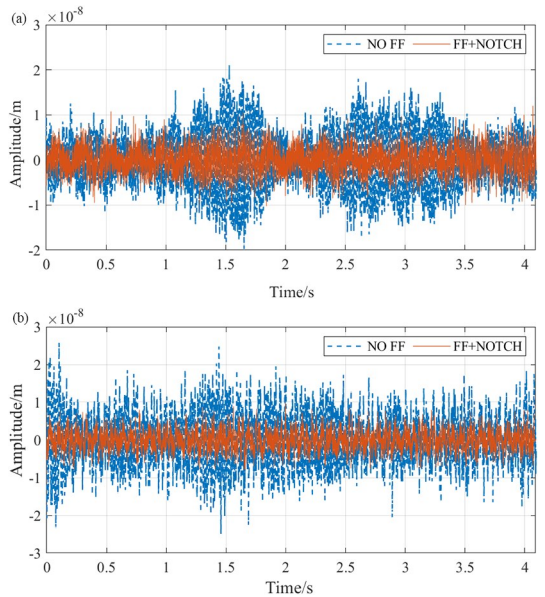 (a)
×10⁻⁸
3
NO FF FF+NOTCH
2
1
0
-1
-2
Amplitude/m
0 0.5 1 1.5 2 2.5 3 3.5 4
Time/s
(b)
×10⁻⁸
3
NO FF FF+NOTCH
2
1
0
-1
-2
-3
Amplitude/m
0 0.5 1 1.5 2 2.5 3 3.5 4
Time/s